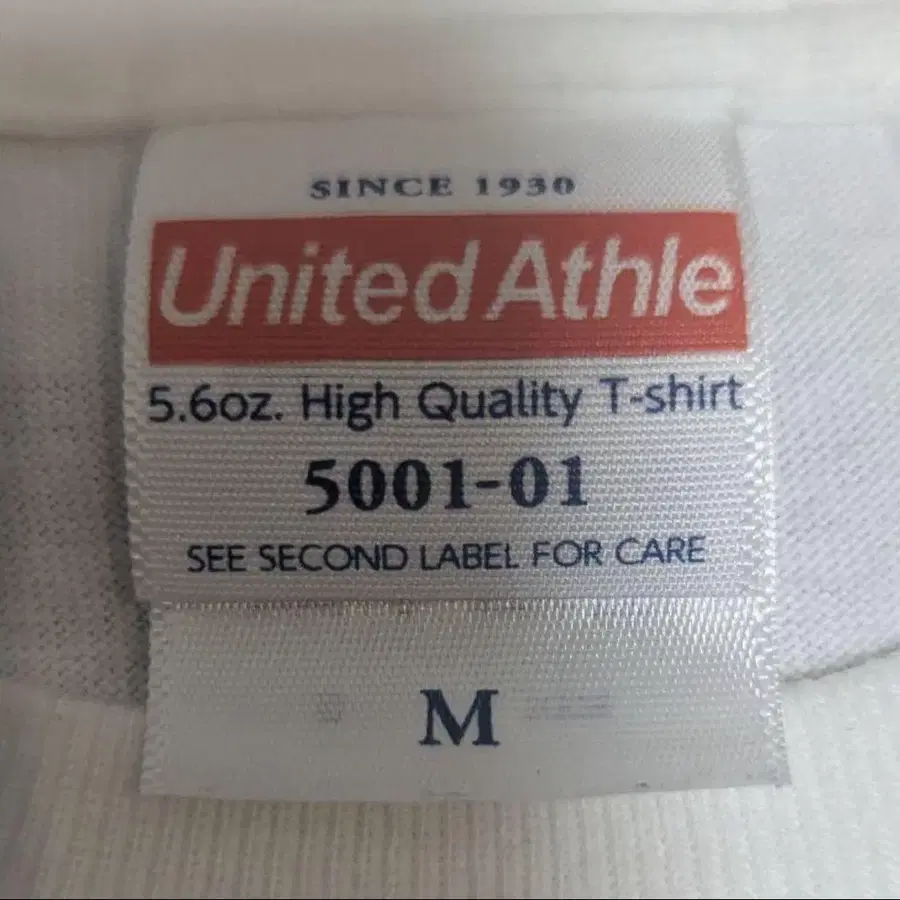 SINCE 1930
United Athle
5.6oz. High Quality T-shirt
5001-01
SEE SECOND LABEL FOR CARE
M